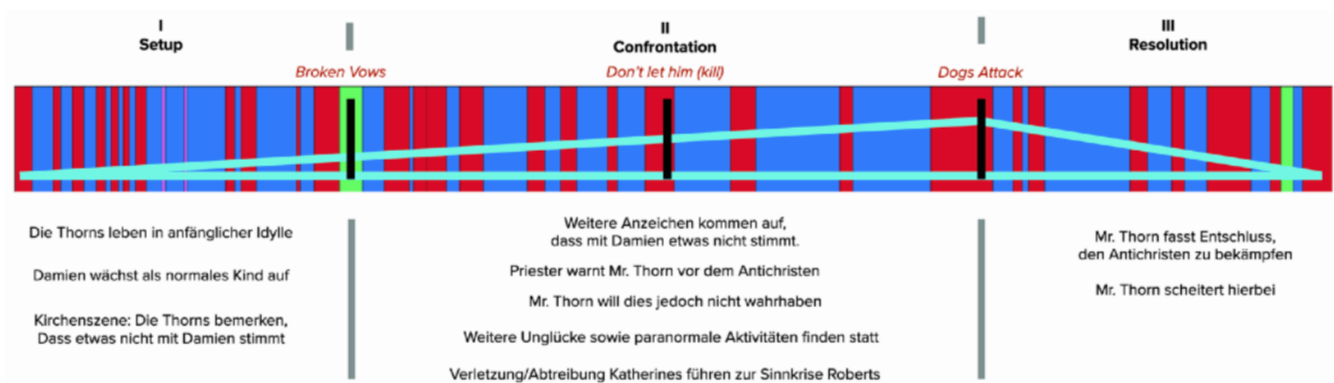 I
Setup
II
Confrontation
III
Resolution
Broken Vows
Don't let him (kill)
Dogs Attack
Die Thorns leben in anfänglicher Idylle
Damien wächst als normales Kind auf
Kirchenszene: Die Thorns bemerken,
Dass etwas nicht mit Damien stimmt
Weitere Anzeichen kommen auf,
dass mit Damien etwas nicht stimmt.
Priester warnt Mr. Thorn vor dem Antichristen
Mr. Thorn will dies jedoch nicht wahrhaben
Weitere Unglücke sowie paranormale Aktivitäten finden statt
Verletzung/Abtreibung Katherines führen zur Sinnkrise Roberts
Mr. Thorn fasst Entschluss,
den Antichristen zu bekämpfen
Mr. Thorn scheitert hierbei